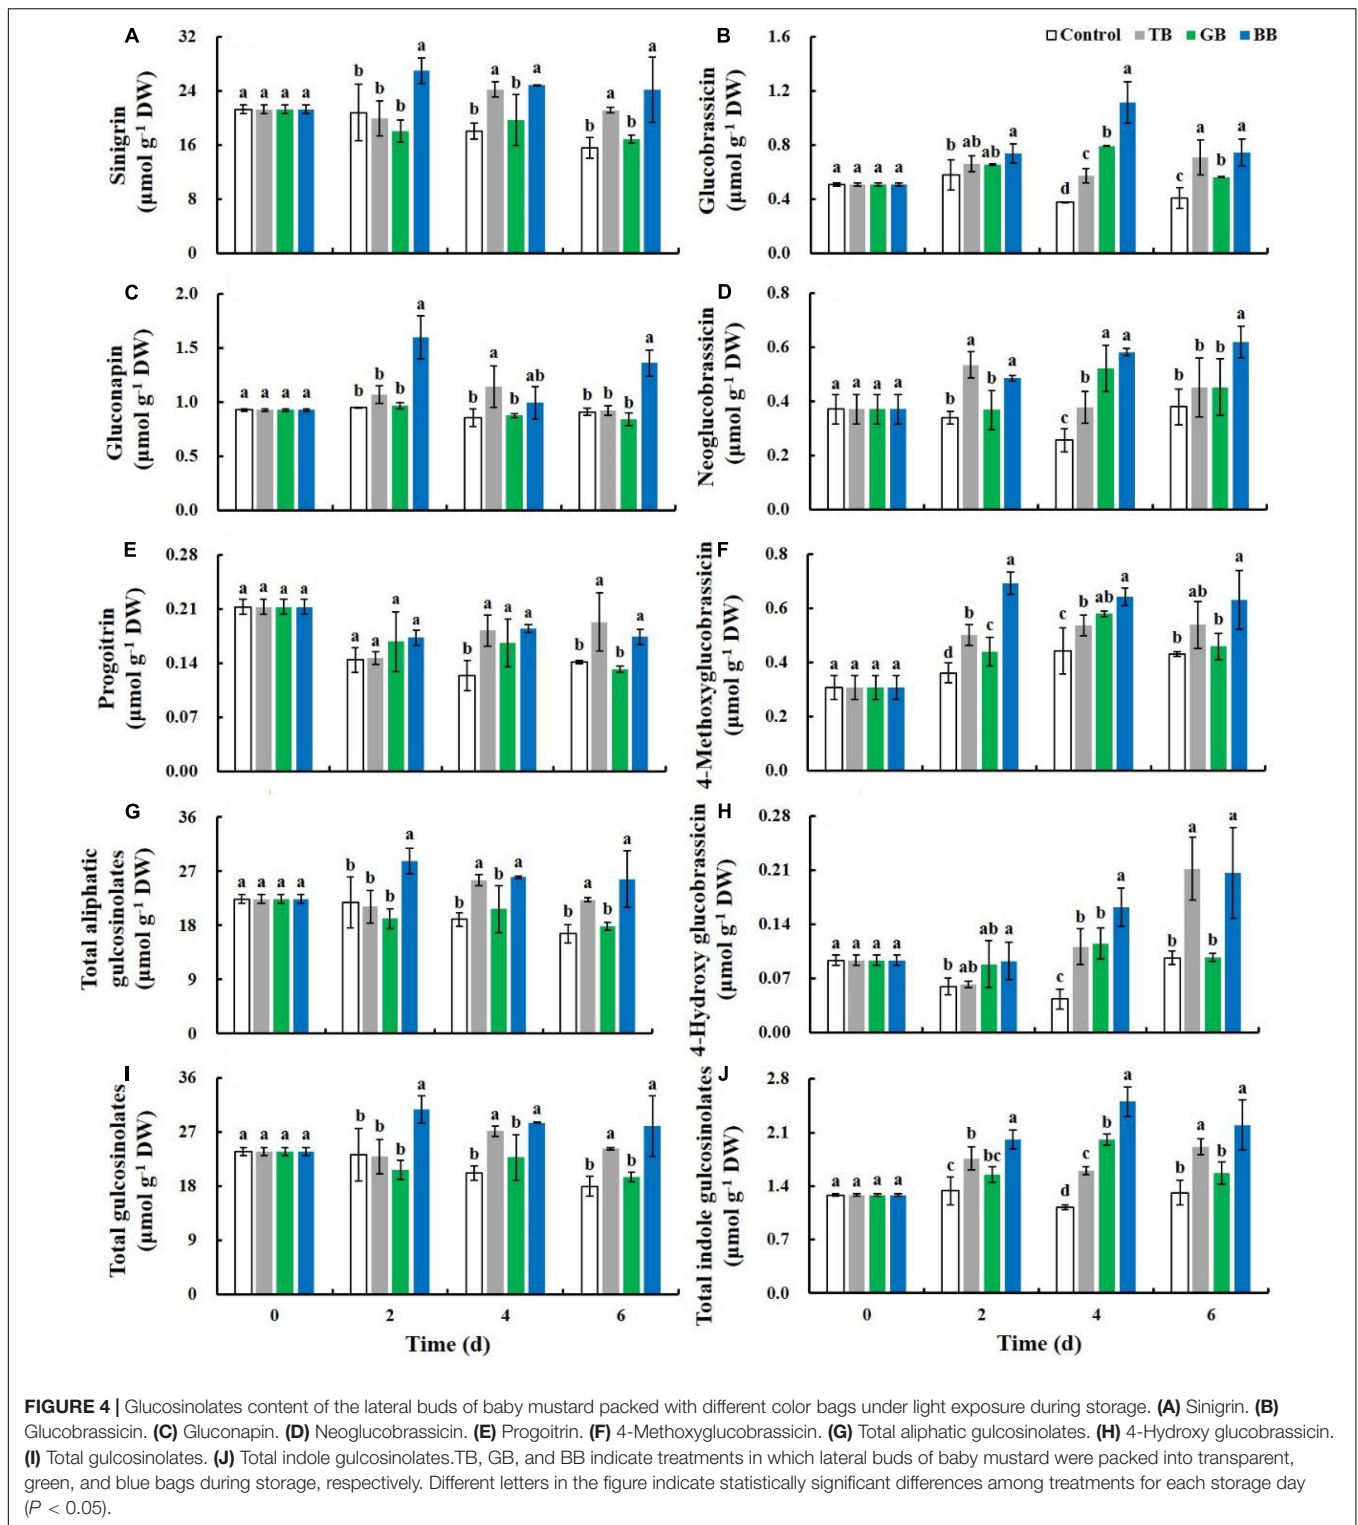 A
Sinigrin
(µmol g⁻¹ DW)
32
24
16
8
0
a a a a
b b b a
b a b a
b a b a
B
Control TB GB BB
Glucobrassicin
(µmol g⁻¹ DW)
1.6
1.2
0.8
0.4
0.0
a a a a
b ab ab a
d c b a
c a b a
C
Gluconapin
(µmol g⁻¹ DW)
2.0
1.5
1.0
0.5
0.0
a a a a
b b b a
b a b ab
b b b a
D
Neoglucobrassicin
(µmol g⁻¹ DW)
0.8
0.6
0.4
0.2
0.0
a a a a
b a b a
c b a a
b b b a
E
Progoitrin
(µmol g⁻¹ DW)
0.28
0.21
0.14
0.07
0.00
a a a a
a a a a
b a a a
b a b a
F
4-Methoxyglucobrassicin
(µmol g⁻¹ DW)
0.8
0.6
0.4
0.2
0.0
a a a a
d b c a
c b ab a
b ab b a
G
Total aliphatic
gulcosinolates
(µmol g⁻¹ DW)
36
27
18
9
0
a a a a
b b b a
b a b a
b a b a
H
4-Hydroxy glucobrassicin
(µmol g⁻¹ DW)
0.28
0.21
0.14
0.07
0.00
a a a a
b ab ab a
c b b a
b a b a
I
Total gulcosinolates
(µmol g⁻¹ DW)
36
27
18
9
0
a a a a
b b b a
b a b a
b a b a
0 2 4 6
Time (d)
J
Total indole gulcosinolates
(µmol g⁻¹ DW)
2.8
2.1
1.4
0.7
0.0
a a a a
c b bc a
d c b a
b a b a
0 2 4 6
Time (d)
FIGURE 4 | Glucosinolates content of the lateral buds of baby mustard packed with different color bags under light exposure during storage. (A) Sinigrin. (B)
Glucobrassicin. (C) Gluconapin. (D) Neoglucobrassicin. (E) Progoitrin. (F) 4-Methoxyglucobrassicin. (G) Total aliphatic gulcosinolates. (H) 4-Hydroxy glucobrassicin.
(I) Total gulcosinolates. (J) Total indole gulcosinolates.TB, GB, and BB indicate treatments in which lateral buds of baby mustard were packed into transparent,
green, and blue bags during storage, respectively. Different letters in the figure indicate statistically significant differences among treatments for each storage day
(P < 0.05).